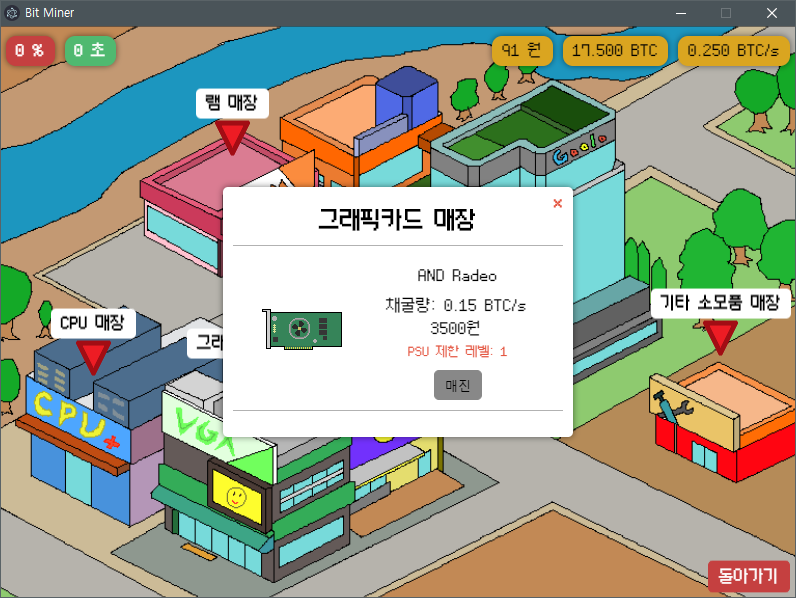 Bit Miner
0 %
0 초
91 원
17.500 BTC
0.250 BTC/s
램 매장
Goolo
그래픽카드 매장
×
AND Radeo
채굴량: 0.15 BTC/s
3500원
PSU 제한 레벨: 1
매진
기타 소모품 매장
CPU 매장
그래
CPU+
VGA
돌아가기